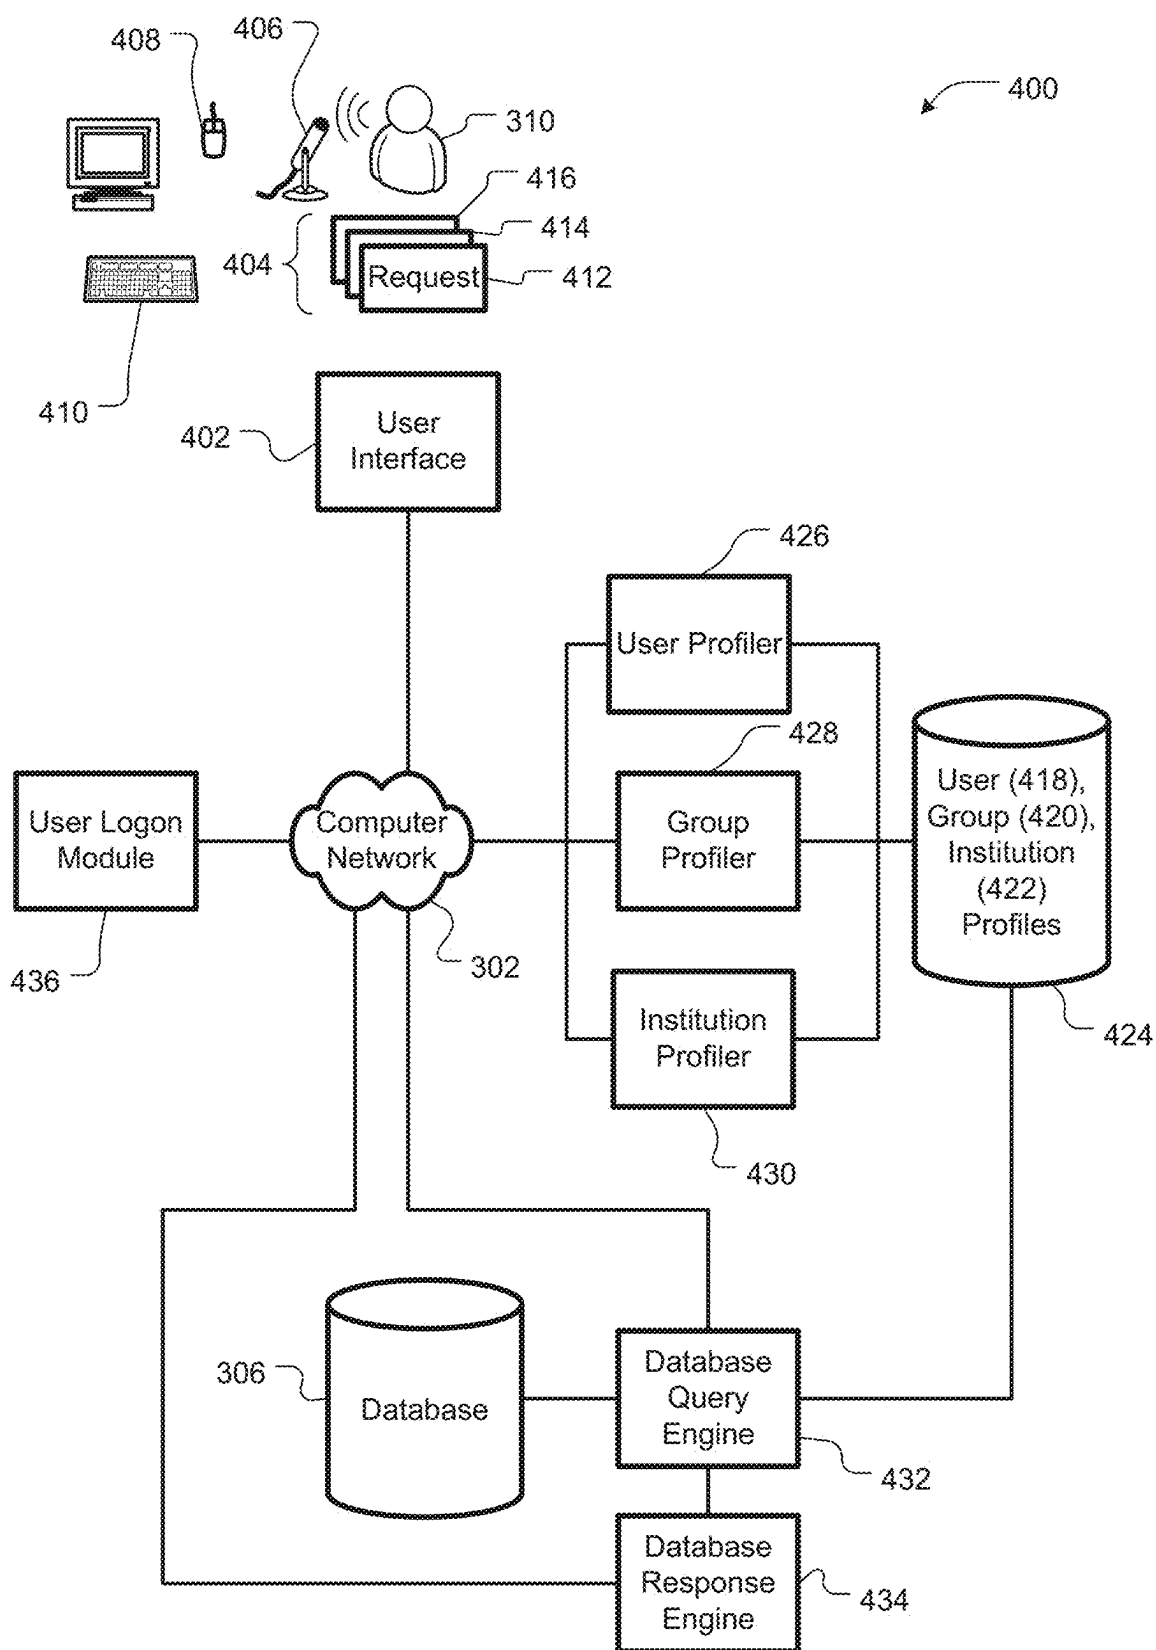 406
408
400
310
416
414
404
Request
412
410
User
Interface
402
426
User Profiler
428
User (418),
Group (420),
Institution
(422)
Profiles
User Logon
Module
Computer
Network
Group
Profiler
436
302
424
Institution
Profiler
430
306
Database
Database
Query
Engine
432
Database
Response
Engine
434